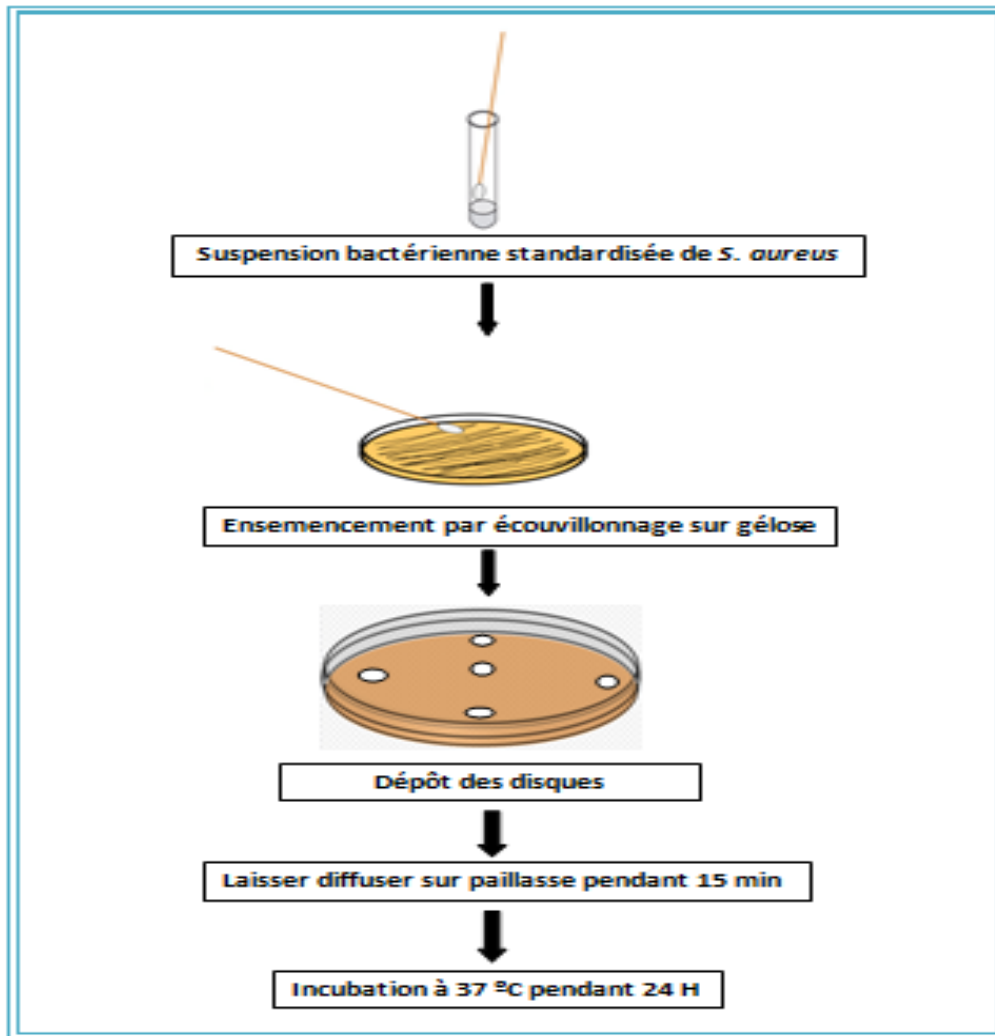 Suspension bactérienne standardisée de S. aureus
Ensemencement par écouvillonnage sur gélose
Dépôt des disques
Laisser diffuser sur paillasse pendant 15 min
Incubation à 37 ºC pendant 24 H